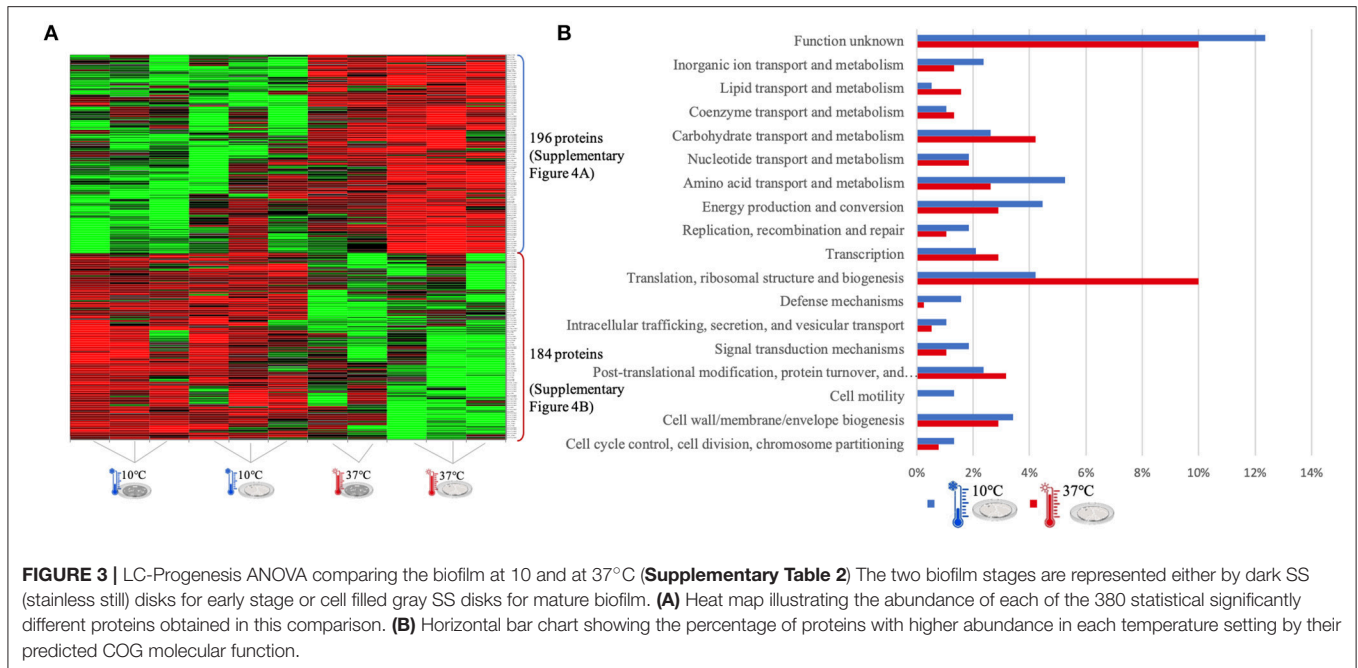 A
196 proteins
(Supplementary
Figure 4A)
184 proteins
(Supplementary
Figure 4B)
10°C
10°C
37°C
37°C
B
Function unknown
Inorganic ion transport and metabolism
Lipid transport and metabolism
Coenzyme transport and metabolism
Carbohydrate transport and metabolism
Nucleotide transport and metabolism
Amino acid transport and metabolism
Energy production and conversion
Replication, recombination and repair
Transcription
Translation, ribosomal structure and biogenesis
Defense mechanisms
Intracellular trafficking, secretion, and vesicular transport
Signal transduction mechanisms
Post-translational modification, protein turnover, and…
Cell motility
Cell wall/membrane/envelope biogenesis
Cell cycle control, cell division, chromosome partitioning
0% 2% 4% 6% 8% 10% 12% 14%
10°C 37°C
FIGURE 3 | LC-Progenesis ANOVA comparing the biofilm at 10 and at 37°C (Supplementary Table 2) The two biofilm stages are represented either by dark SS
(stainless still) disks for early stage or cell filled gray SS disks for mature biofilm. (A) Heat map illustrating the abundance of each of the 380 statistical significantly
different proteins obtained in this comparison. (B) Horizontal bar chart showing the percentage of proteins with higher abundance in each temperature setting by their
predicted COG molecular function.